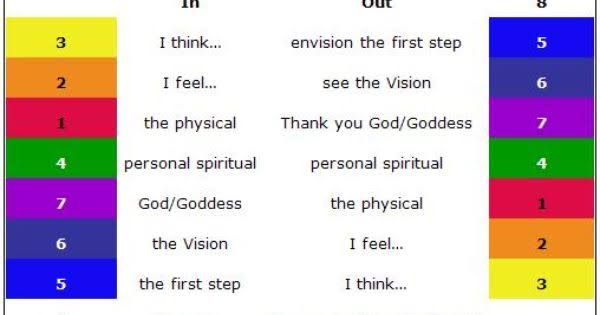 In Out 8
3 I think... envision the first step 5
2 I feel... see the Vision 6
1 the physical Thank you God/Goddess 7
4 personal spiritual personal spiritual 4
7 God/Goddess the physical 1
6 the Vision I feel... 2
5 the first step I think... 3